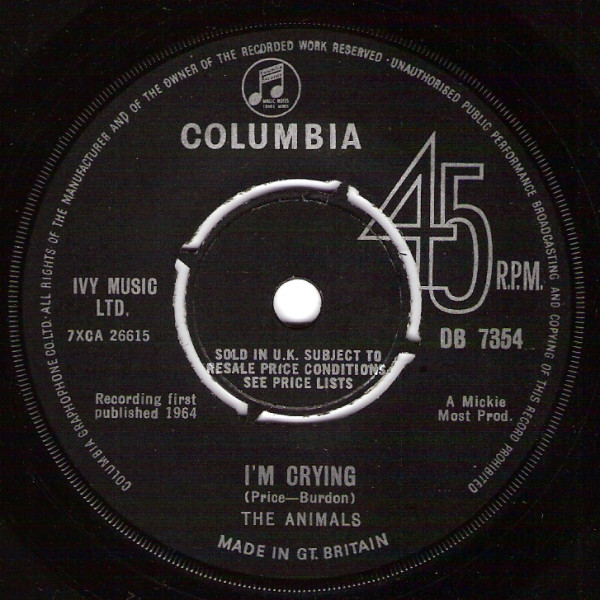 COLUMBIA GRAPHOPHONE CO. LTD. · ALL RIGHTS OF THE MANUFACTURER AND OF THE OWNER OF THE RECORDED WORK RESERVED · UNAUTHORISED PUBLIC PERFORMANCE BROADCASTING AND COPYING OF THIS RECORD PROHIBITED
COLUMBIA
45
R.P.M.
IVY MUSIC
LTD.
7XCA 26615
DB 7354
SOLD IN U.K. SUBJECT TO
RESALE PRICE CONDITIONS,
SEE PRICE LISTS
Recording first
published 1964
A Mickie
Most Prod.
I'M CRYING
(Price—Burdon)
THE ANIMALS
MADE IN GT. BRITAIN